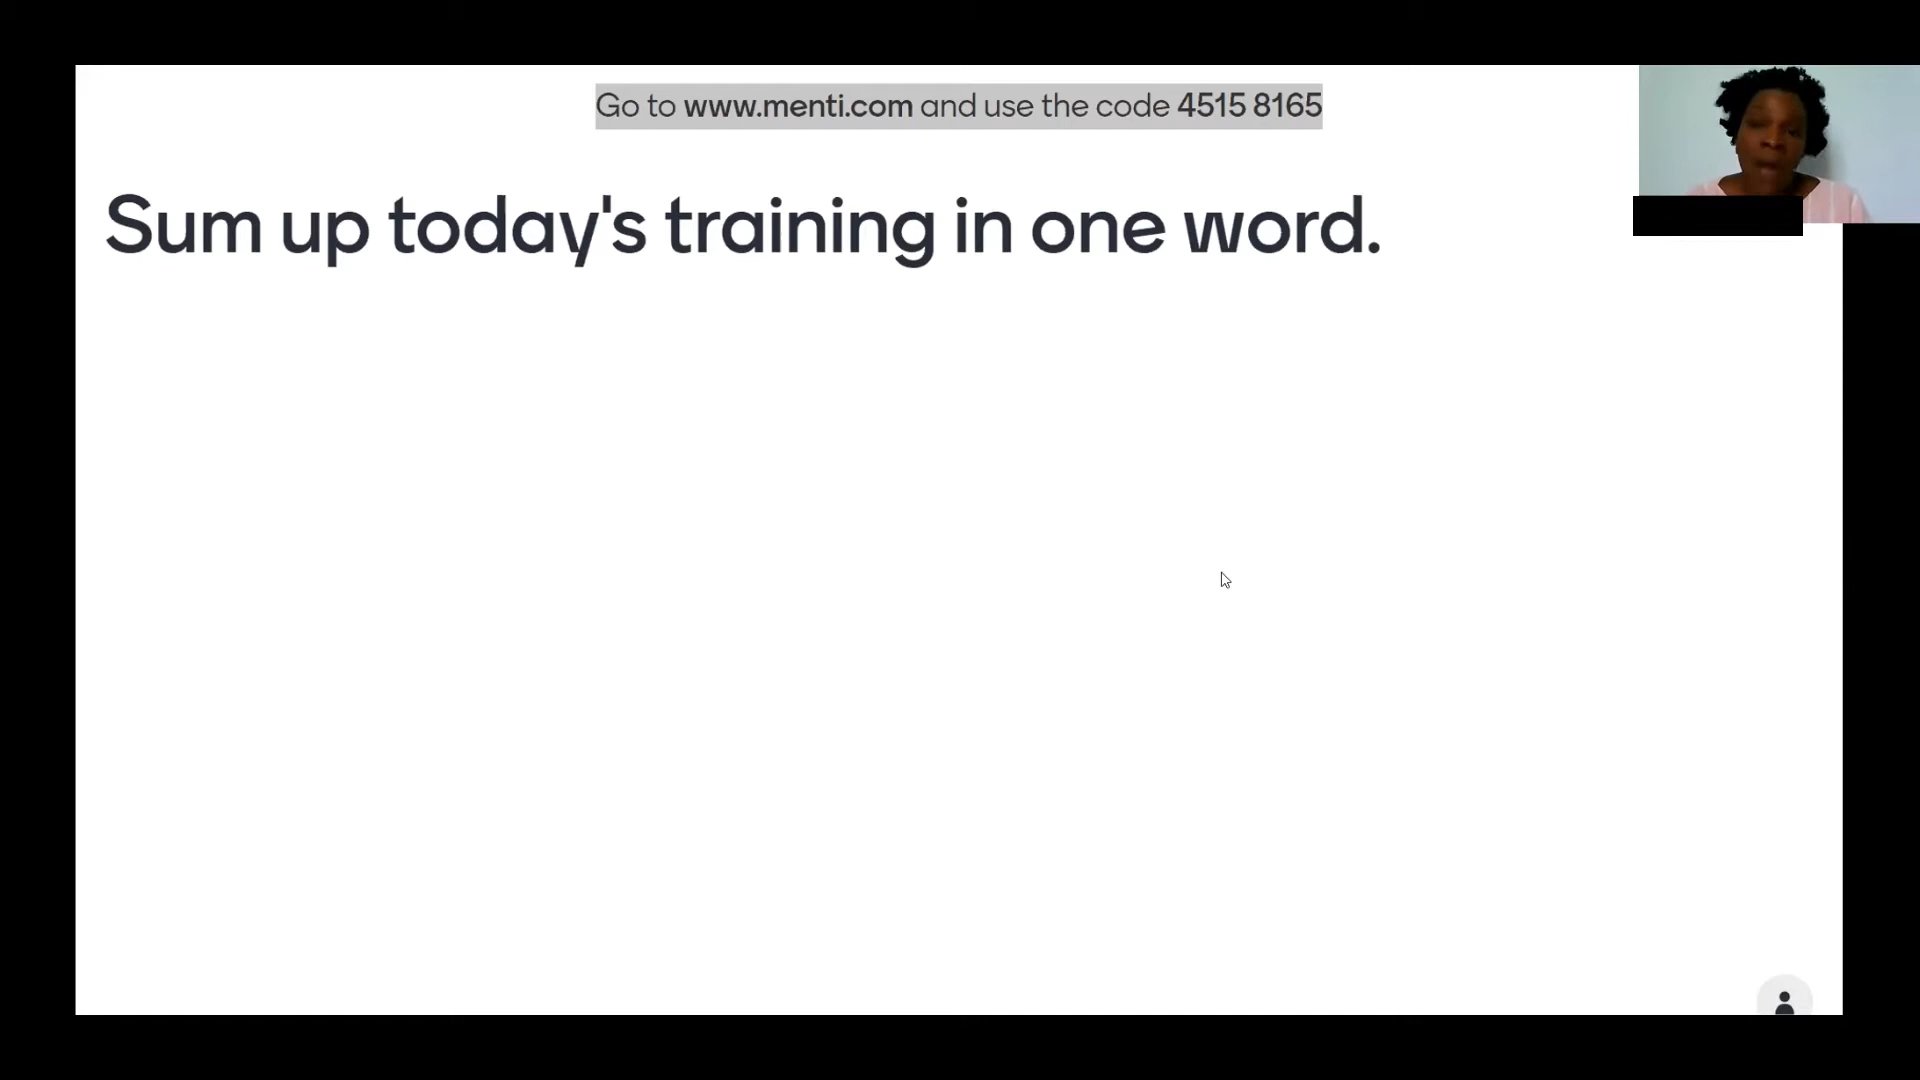 Go to www.menti.com and use the code 4515 8165
Sum up today's training in one word.